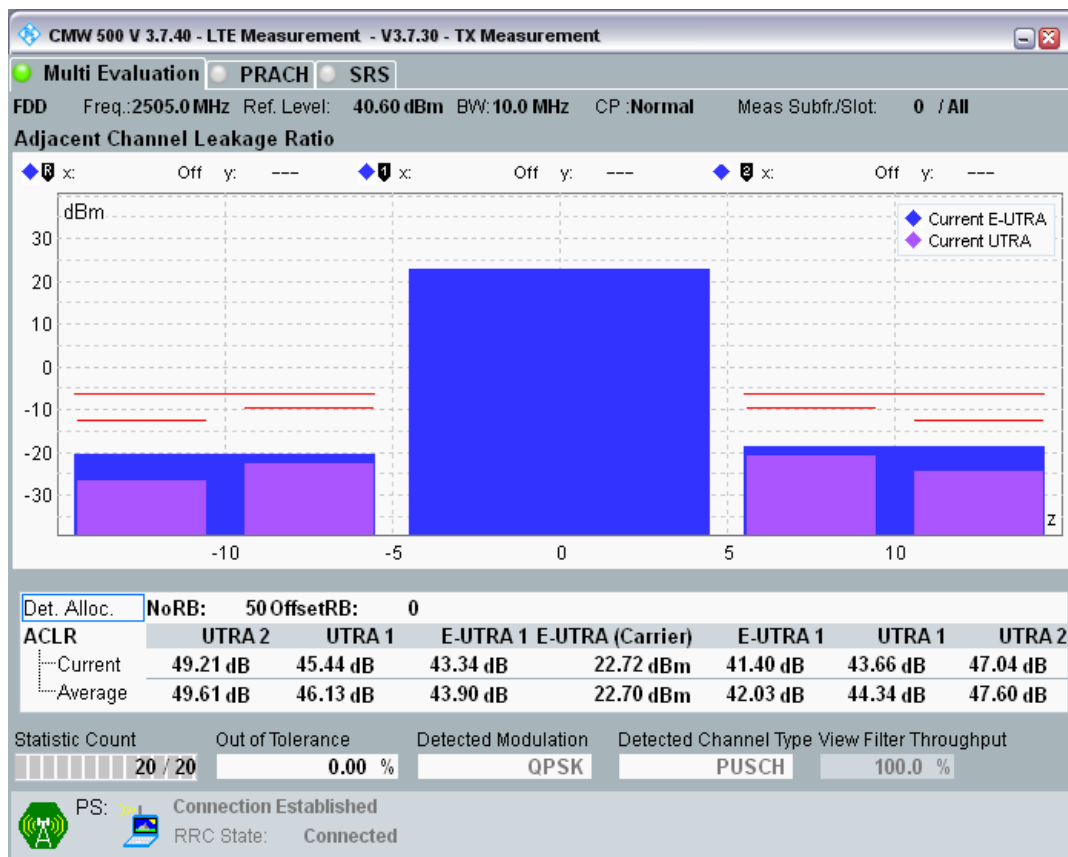 CMW 500 V 3.7.40 - LTE Measurement - V3.7.30 - TX Measurement
Multi Evaluation PRACH SRS
FDD Freq.:2505.0 MHz Ref. Level: 40.60 dBm BW:10.0 MHz CP :Normal Meas Subfr./Slot: 0 / All
Adjacent Channel Leakage Ratio
R x: Off y: --- 1 x: Off y: --- 2 x: Off y: ---
dBm
Current E-UTRA
Current UTRA
30
20
10
0
-10
-20
-30
z
-10 -5 0 5 10
Det. Alloc. NoRB: 50 OffsetRB: 0
ACLR UTRA 2 UTRA 1 E-UTRA 1 E-UTRA (Carrier) E-UTRA 1 UTRA 1 UTRA 2
Current 49.21 dB 45.44 dB 43.34 dB 22.72 dBm 41.40 dB 43.66 dB 47.04 dB
Average 49.61 dB 46.13 dB 43.90 dB 22.70 dBm 42.03 dB 44.34 dB 47.60 dB
Statistic Count Out of Tolerance Detected Modulation Detected Channel Type View Filter Throughput
20 / 20 0.00 % QPSK PUSCH 100.0 %
PS: Connection Established
RRC State: Connected